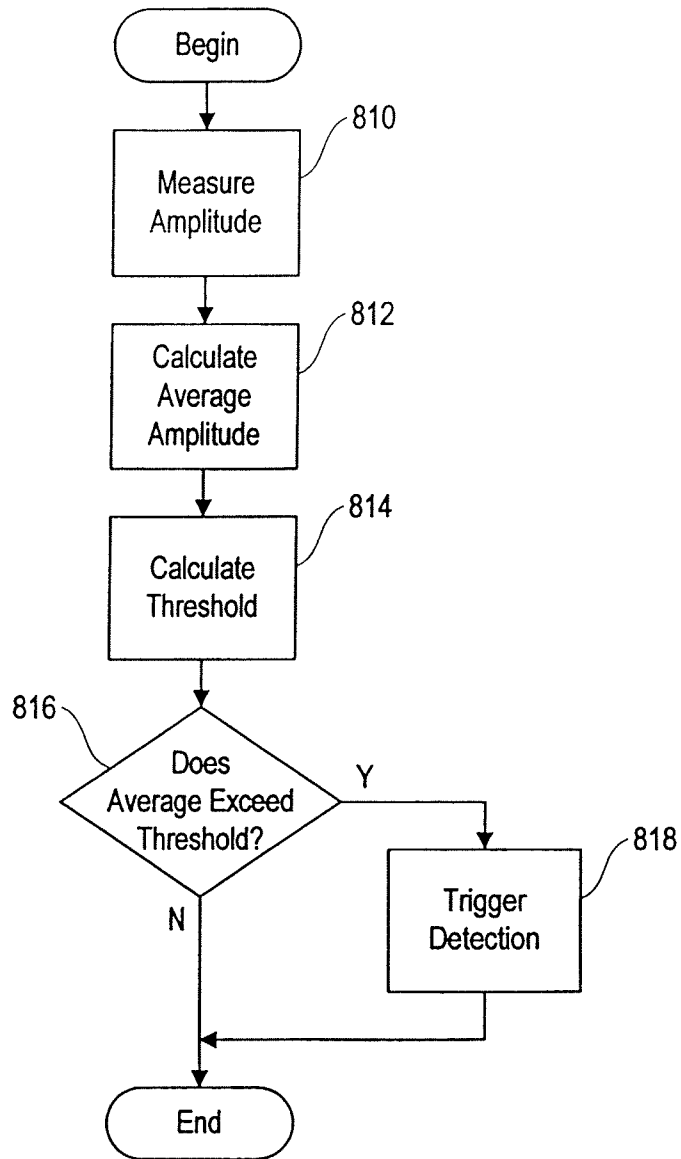 Begin
810
Measure
Amplitude
812
Calculate
Average
Amplitude
814
Calculate
Threshold
816
Does
Average Exceed
Threshold?
Y
818
Trigger
Detection
N
End